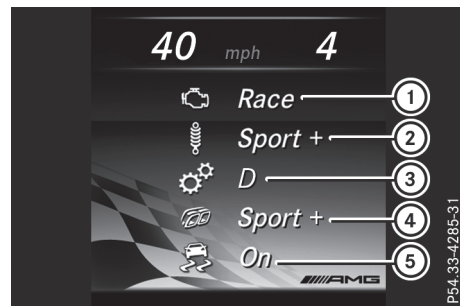 40 mph 4
Race 1
Sport + 2
D 3
Sport + 4
On 5
AMG
P54.33-4285-31